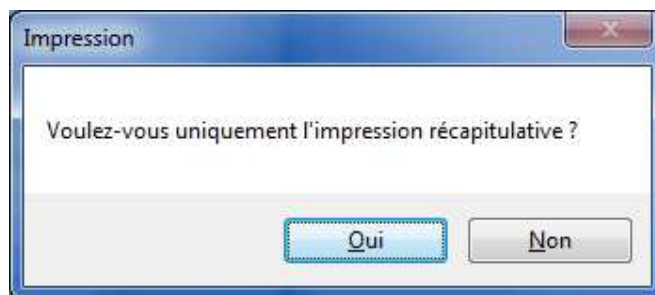 Impression
Voulez-vous uniquement l'impression récapitulative ?
Oui
Non